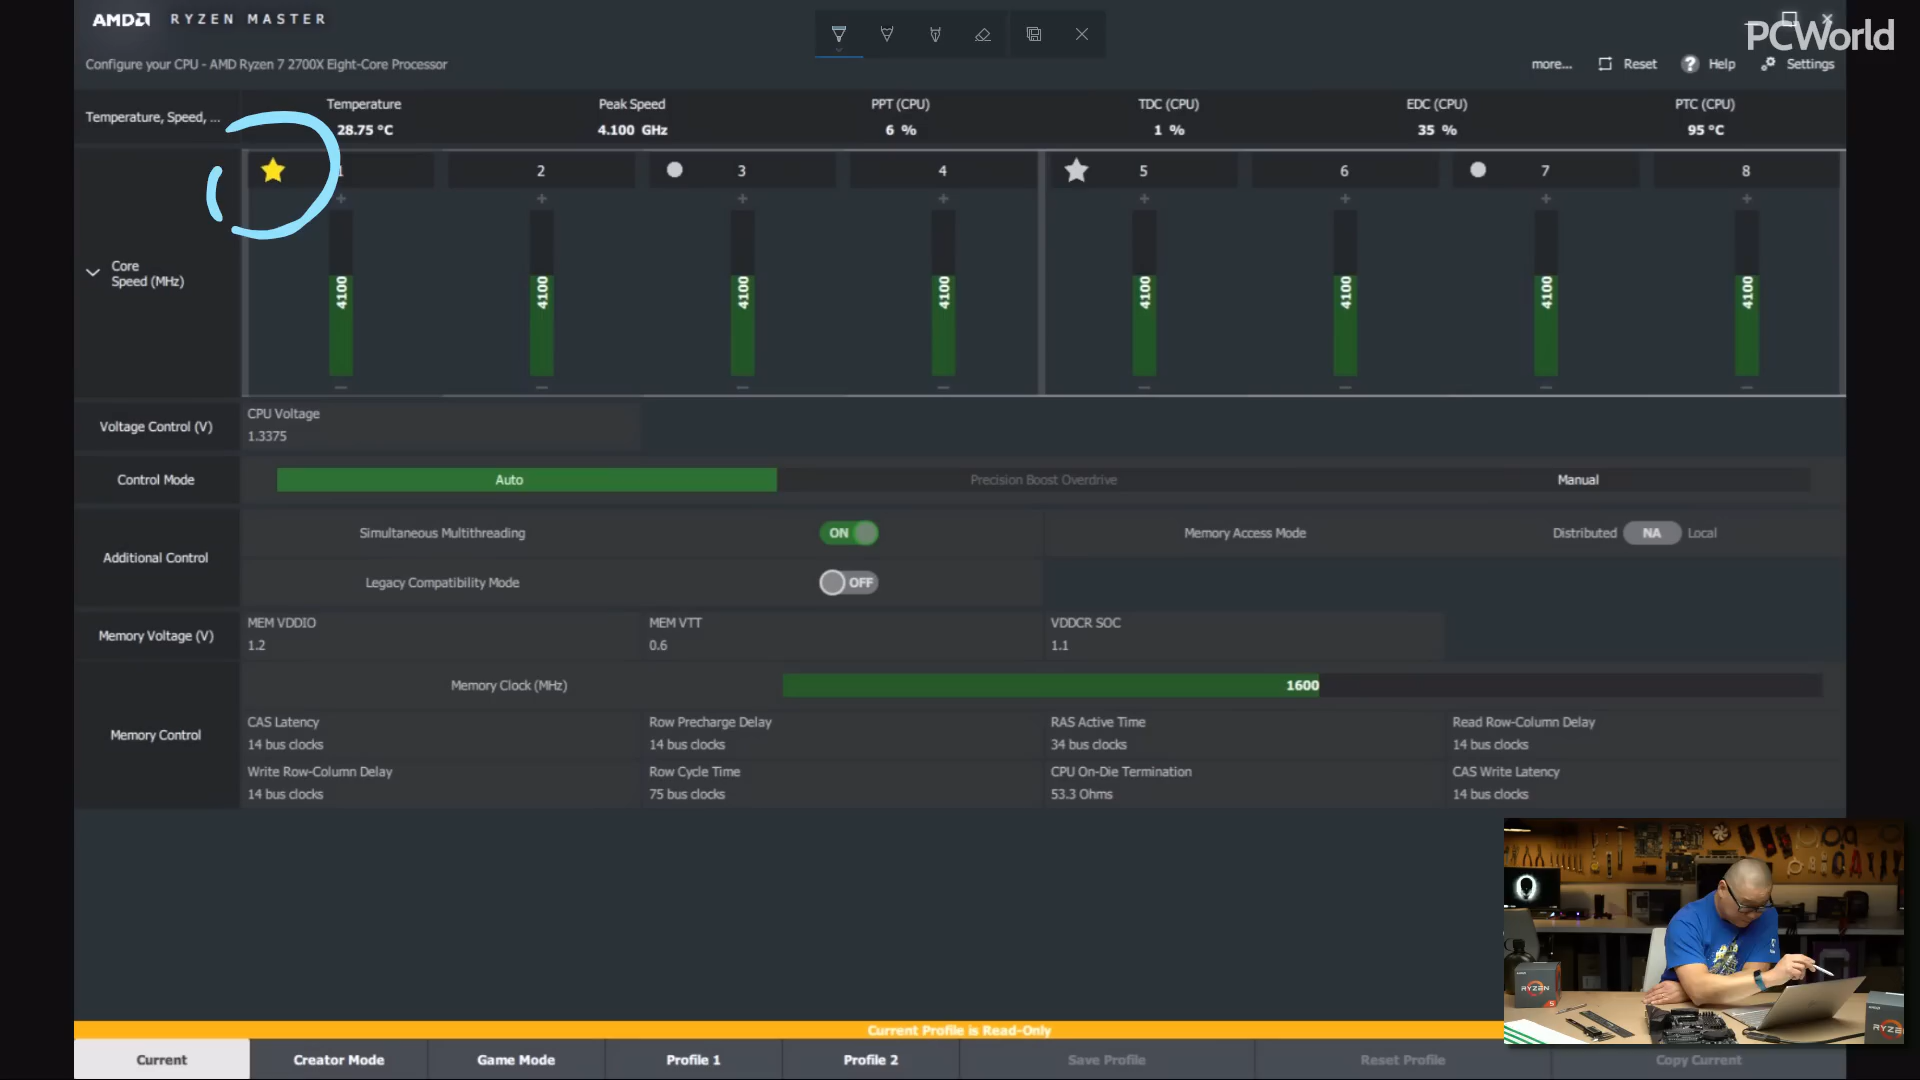 AMD RYZEN MASTER
PCWorld
Configure your CPU - AMD Ryzen 7 2700X Eight-Core Processor
more... Reset ? Help Settings
Temperature, Speed, ...
Temperature Peak Speed PPT (CPU) TDC (CPU) EDC (CPU) PTC (CPU)
28.75 °C 4.100 GHz 6 % 1 % 35 % 95 °C
1 2 3 4 5 6 7 8
+ + + + + + + +
Core
Speed (MHz)
4100 4100 4100 4100 4100 4100 4100 4100
− − − − − − − −
Voltage Control (V)
CPU Voltage
1.3375
Control Mode
Auto Precision Boost Overdrive Manual
Additional Control
Simultaneous Multithreading ON Memory Access Mode Distributed NA Local
Legacy Compatibility Mode OFF
Memory Voltage (V)
MEM VDDIO MEM VTT VDDCR SOC
1.2 0.6 1.1
Memory Control
Memory Clock (MHz) 1600
CAS Latency Row Precharge Delay RAS Active Time Read Row-Column Delay
14 bus clocks 14 bus clocks 34 bus clocks 14 bus clocks
Write Row-Column Delay Row Cycle Time CPU On-Die Termination CAS Write Latency
14 bus clocks 75 bus clocks 53.3 Ohms 14 bus clocks
RYZEN
5
RYZE
Current Profile is Read-Only
Current Creator Mode Game Mode Profile 1 Profile 2 Save Profile Reset Profile Copy Current